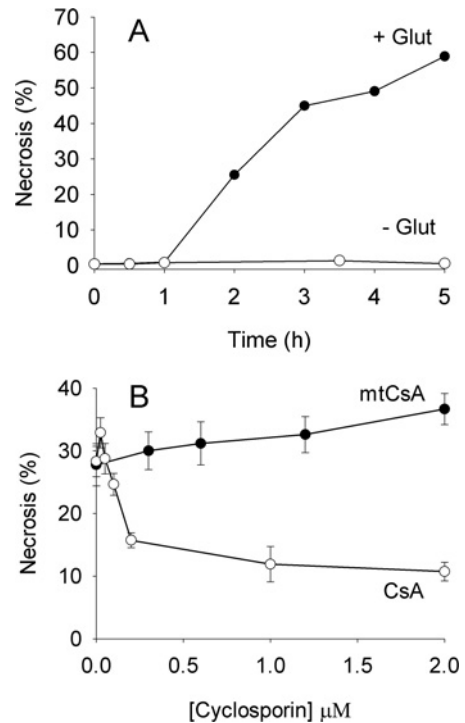 A
+ Glut
- Glut
Necrosis (%)
70
60
50
40
30
20
10
0
0 1 2 3 4 5
Time (h)
B
mtCsA
CsA
Necrosis (%)
40
30
20
10
0
0.0 0.5 1.0 1.5 2.0
[Cyclosporin] μM